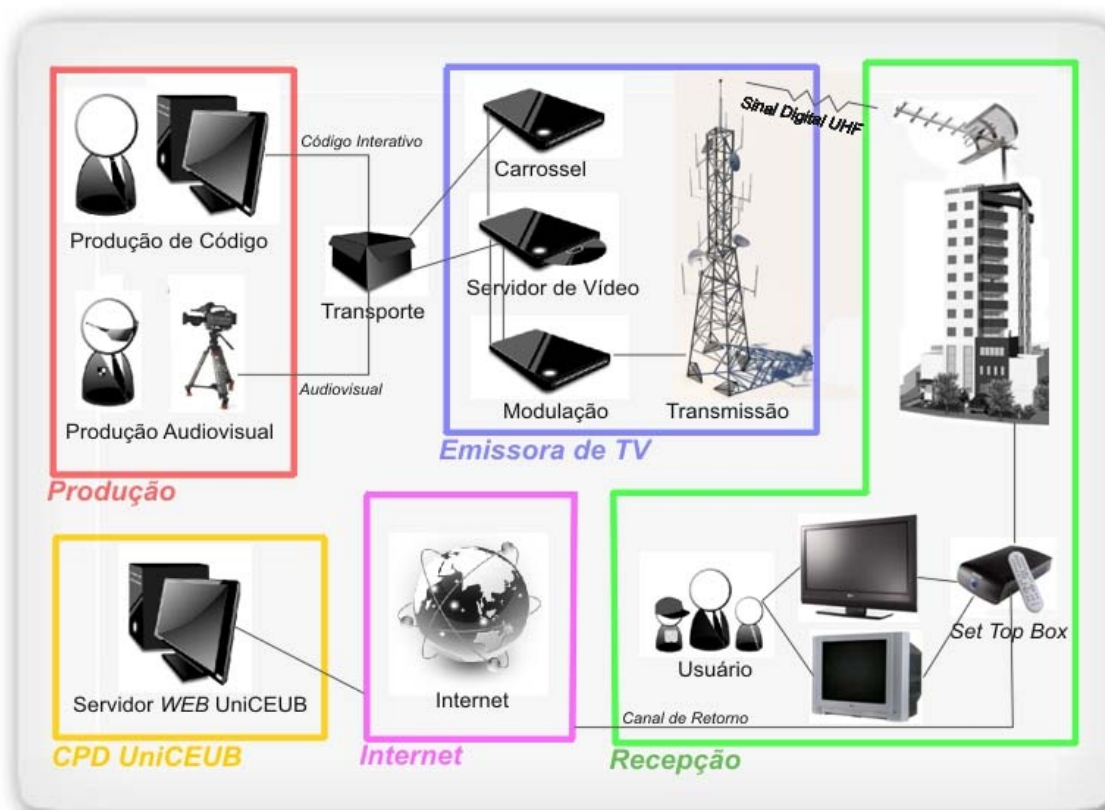 Sinal Digital UHF
Código Interativo
Carrossel
Produção de Código
Transporte
Servidor de Vídeo
Audiovisual
Modulação
Transmissão
Produção Audiovisual
Emissora de TV
Produção
Set Top Box
Usuário
Servidor WEB UniCEUB
Internet
Canal de Retorno
CPD UniCEUB
Internet
Recepção